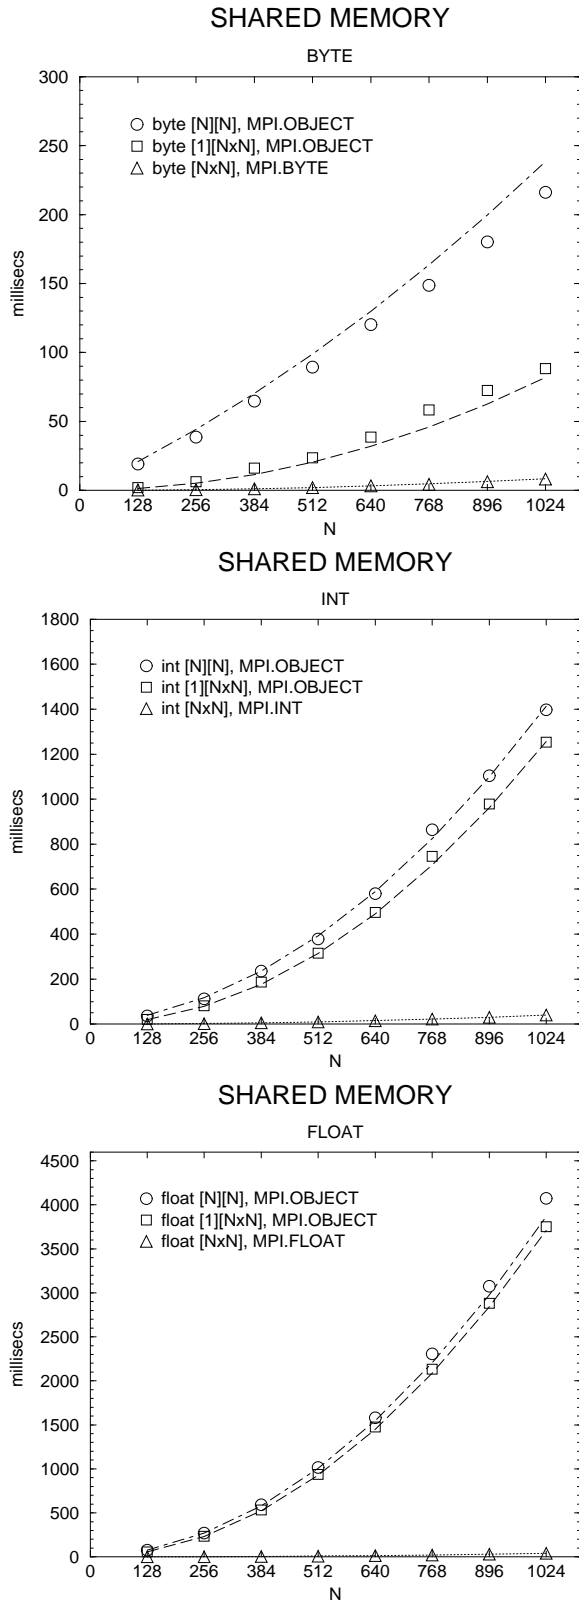 SHARED MEMORY
BYTE
300
250
200
150
100
50
0
millisecs
byte [N][N], MPI.OBJECT
byte [1][NxN], MPI.OBJECT
byte [NxN], MPI.BYTE
0 128 256 384 512 640 768 896 1024
N
SHARED MEMORY
INT
1800
1600
1400
1200
1000
800
600
400
200
0
millisecs
int [N][N], MPI.OBJECT
int [1][NxN], MPI.OBJECT
int [NxN], MPI.INT
0 128 256 384 512 640 768 896 1024
N
SHARED MEMORY
FLOAT
4500
4000
3500
3000
2500
2000
1500
1000
500
0
millisecs
float [N][N], MPI.OBJECT
float [1][NxN], MPI.OBJECT
float [NxN], MPI.FLOAT
0 128 256 384 512 640 768 896 1024
N